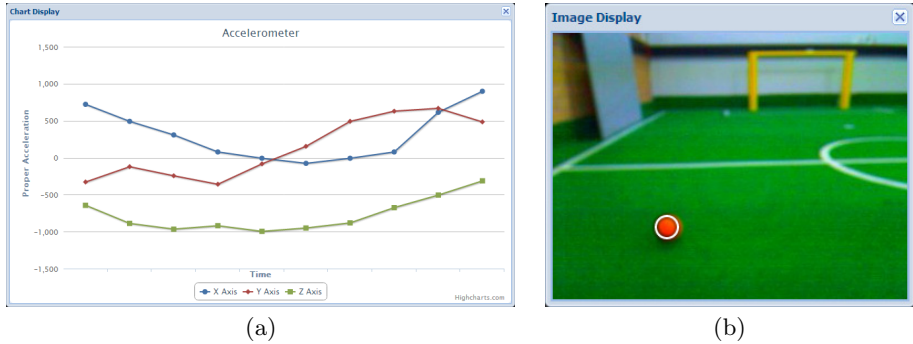 Chart Display
Accelerometer
Proper Acceleration
1,500
1,000
500
0
−500
−1,000
−1,500
Time
X Axis Y Axis Z Axis
Highcharts.com
(a)
Image Display
(b)